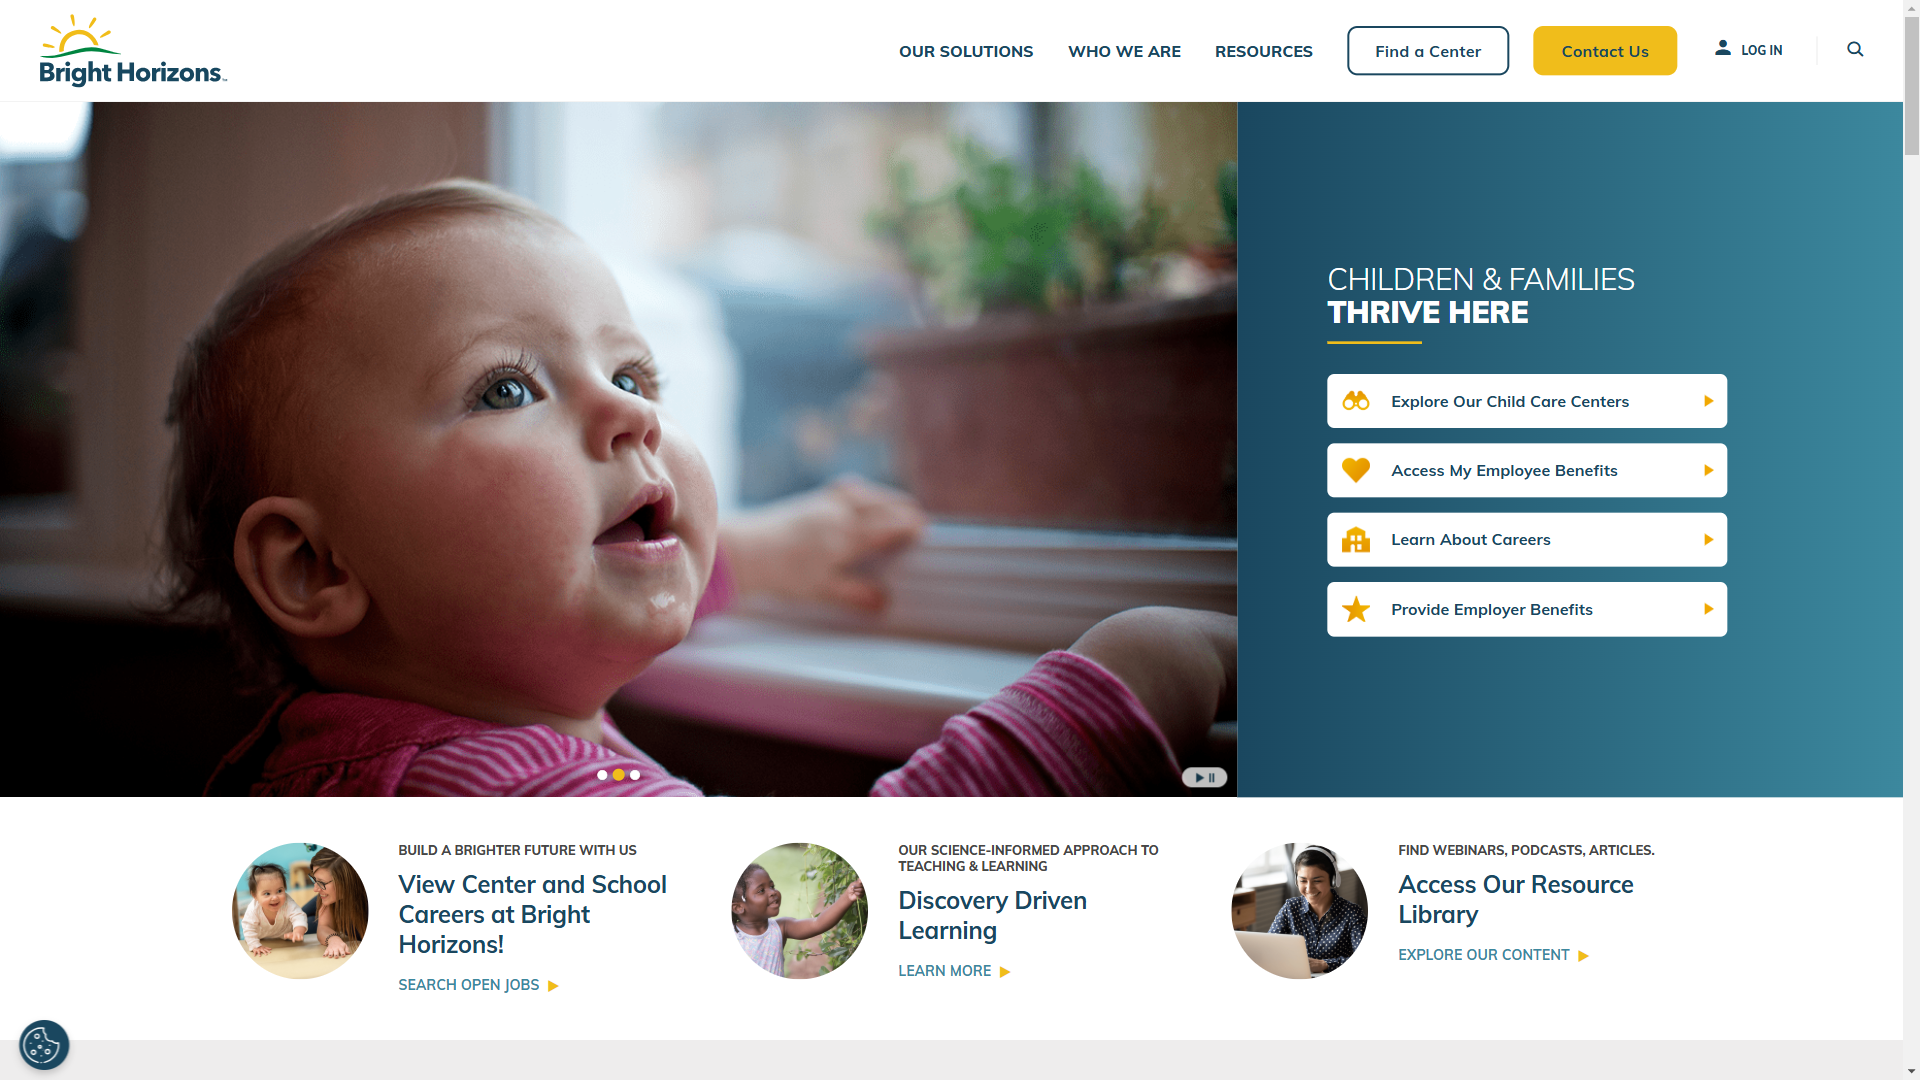 Bright Horizons
OUR SOLUTIONS
WHO WE ARE
RESOURCES
Find a Center
Contact Us
LOG IN
CHILDREN & FAMILIES
THRIVE HERE
Explore Our Child Care Centers
Access My Employee Benefits
Learn About Careers
Provide Employer Benefits
BUILD A BRIGHTER FUTURE WITH US
View Center and School
Careers at Bright
Horizons!
SEARCH OPEN JOBS
OUR SCIENCE-INFORMED APPROACH TO
TEACHING & LEARNING
Discovery Driven
Learning
LEARN MORE
FIND WEBINARS, PODCASTS, ARTICLES.
Access Our Resource
Library
EXPLORE OUR CONTENT